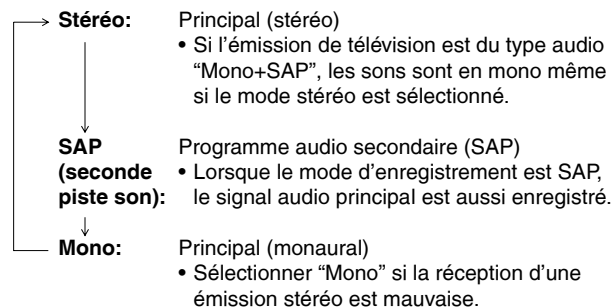 Stéréo: Principal (stéréo)
• Si l’émission de télévision est du type audio
“Mono+SAP”, les sons sont en mono même
si le mode stéréo est sélectionné.
SAP Programme audio secondaire (SAP)
(seconde • Lorsque le mode d’enregistrement est SAP,
piste son): le signal audio principal est aussi enregistré.
Mono: Principal (monaural)
• Sélectionner “Mono” si la réception d’une
émission stéréo est mauvaise.